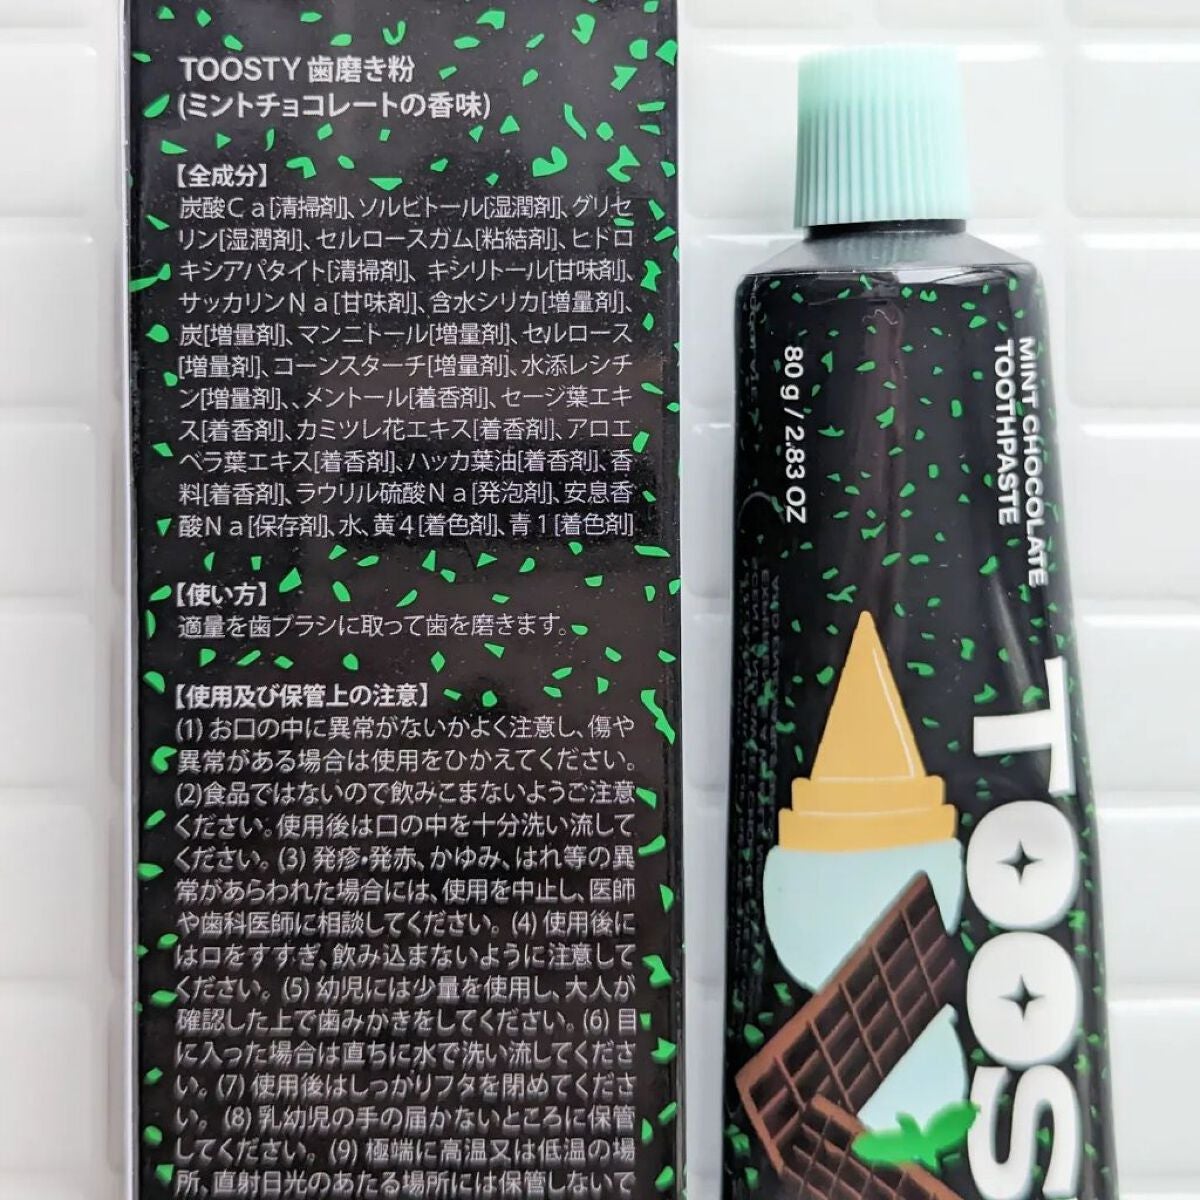 TOOSTY 歯磨き粉
(ミントチョコレートの香味)
【全成分】
炭酸Ca[清掃剤]、ソルビトール[湿潤剤]、グリセ
リン[湿潤剤]、セルロースガム[粘結剤]、ヒドロ
キシアパタイト[清掃剤]、キシリトール[甘味剤]、
サッカリンNa[甘味剤]、含水シリカ[増量剤]、
炭[増量剤]、マンニトール[増量剤]、セルロース
[増量剤]、コーンスターチ[増量剤]、水添レシチ
ン[増量剤]、、メントール[着香剤]、セージ葉エキ
ス[着香剤]、カミツレ花エキス[着香剤]、アロエ
ベラ葉エキス[着香剤]、ハッカ葉油[着香剤]、香
料[着香剤]、ラウリル硫酸Na[発泡剤]、安息香
酸Na[保存剤]、水、黄4[着色剤]、青1[着色剤]
【使い方】
適量を歯ブラシに取って歯を磨きます。
【使用及び保管上の注意】
(1) お口の中に異常がないかよく注意し、傷や
異常がある場合は使用をひかえてください。
(2)食品ではないので飲みこまないようご注意
ください。使用後は口の中を十分洗い流して
ください。(3) 発疹・発赤、かゆみ、はれ等の異
常があらわれた場合には、使用を中止し、医師
や歯科医師に相談してください。(4) 使用後に
は口をすすぎ、飲み込まないように注意して
ください。(5) 幼児には少量を使用し、大人が
確認した上で歯みがきをしてください。(6) 目
に入った場合は直ちに水で洗い流してくださ
い。(7) 使用後はしっかりフタを閉めてくださ
い。(8) 乳幼児の手の届かないところに保管
してください。(9) 極端に高温又は低温の場
所、直射日光のあたる場所には保管しないで
MINT CHOCOLATE
TOOTHPASTE
80 g / 2.83 OZ
TOOS